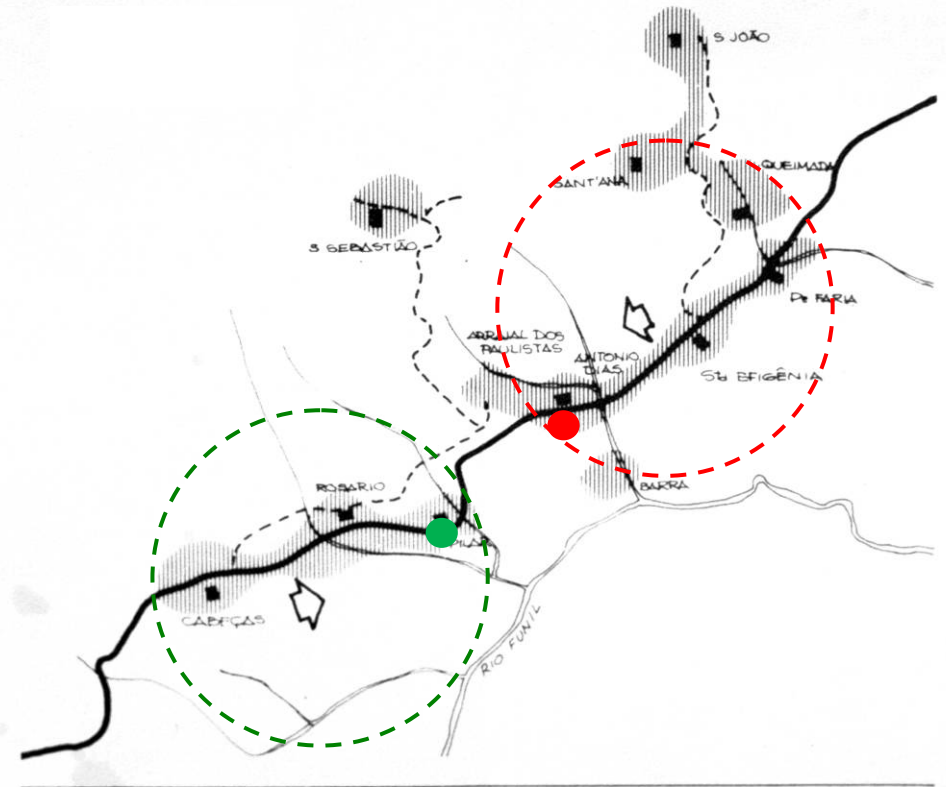 S JOÃO
QUEIMADA
SANT'ANA
S SEBASTIÃO
De FARIA
ARRAIAL DOS
PAULISTAS
ANTONIO
DIAS
Sta EFIGÊNIA
BARRA
ROSARIO
PILAR
CABEÇAS
RIO FUNIL